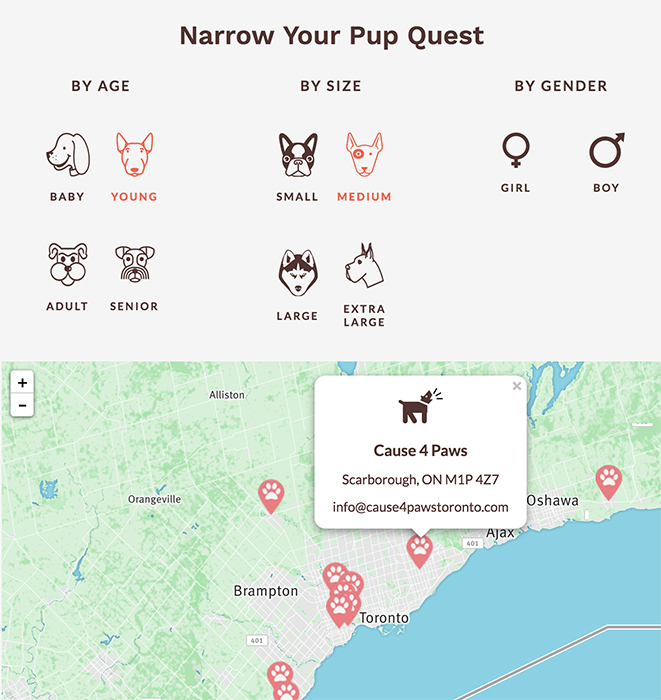 Narrow Your Pup Quest
BY AGE
BY SIZE
BY GENDER
BABY
YOUNG
SMALL
MEDIUM
GIRL
BOY
ADULT
SENIOR
LARGE
EXTRA
LARGE
+
-
×
Alliston
Cause 4 Paws
Scarborough, ON M1P 4Z7
info@cause4pawstoronto.com
Orangeville
Oshawa
Ajax
401
Brampton
Toronto
401